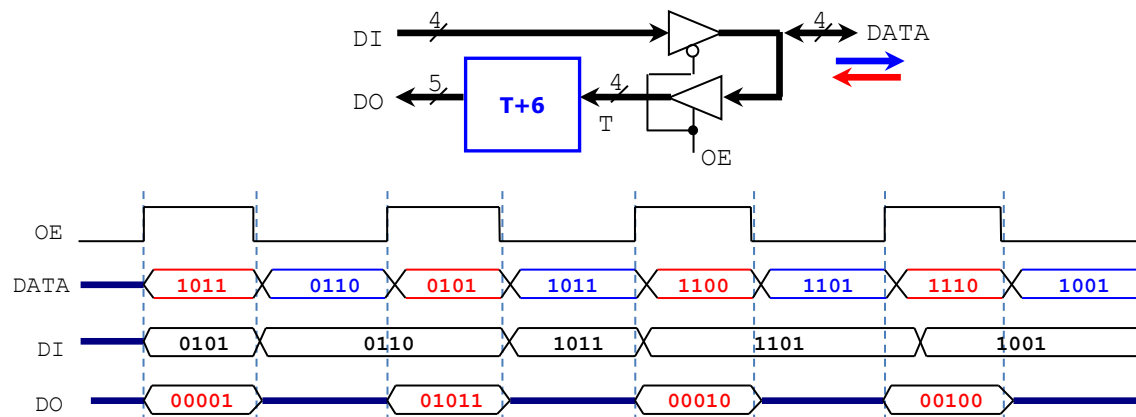 DI 4 4 DATA
DO 5 T+6 4
T
OE
OE
DATA 1011 0110 0101 1011 1100 1101 1110 1001
DI 0101 0110 1011 1101 1001
DO 00001 01011 00010 00100